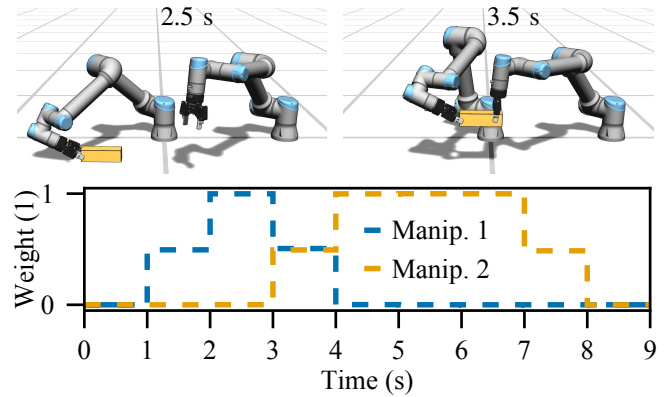 2.5 s
3.5 s
Weight (1)
1
0
Manip. 1
Manip. 2
0 1 2 3 4 5 6 7 8 9
Time (s)